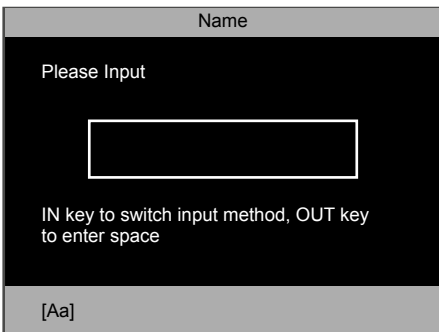 Name
Please Input
IN key to switch input method, OUT key
to enter space
[Aa]